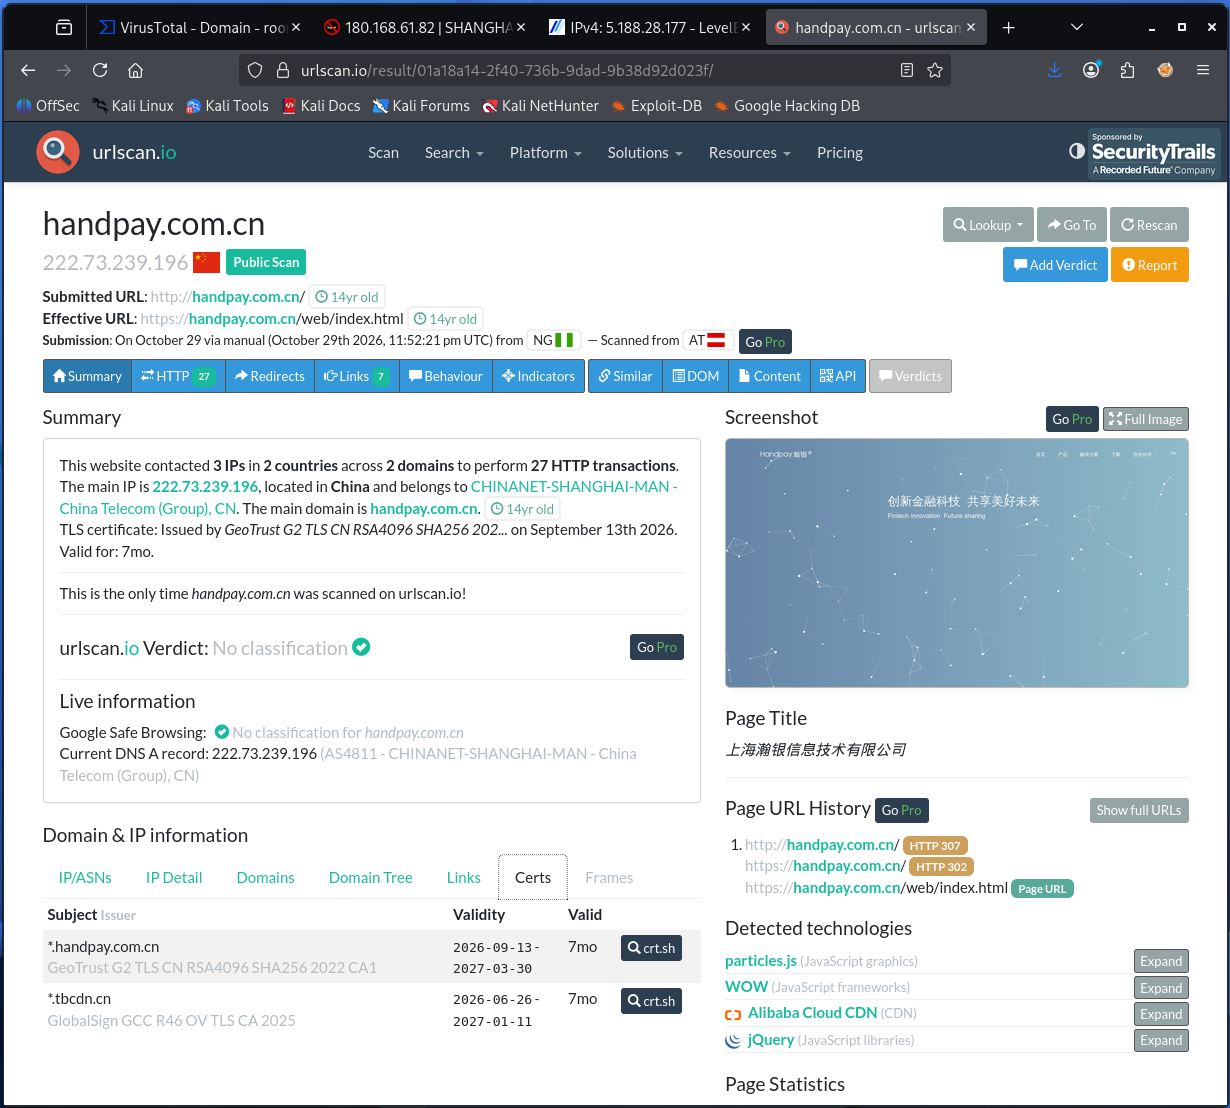 VirusTotal - Domain - roo
180.168.61.82 | SHANGHA
IPv4: 5.188.28.177 - LevelE
handpay.com.cn - urlscan
urlscan.io/result/01a18a14-2f40-736b-9dad-9b38d92d023f/
OffSec
Kali Linux
Kali Tools
Kali Docs
Kali Forums
Kali NetHunter
Exploit-DB
Google Hacking DB
urlscan.io
Scan
Search
Platform
Solutions
Resources
Pricing
Sponsored by
SecurityTrails
A Recorded Future® Company
handpay.com.cn
Lookup
Go To
Rescan
222.73.239.196
Public Scan
Add Verdict
Report
Submitted URL: http://handpay.com.cn/ 14yr old
Effective URL: https://handpay.com.cn/web/index.html 14yr old
Submission: On October 29 via manual (October 29th 2026, 11:52:21 pm UTC) from NG — Scanned from AT Go Pro
Summary
HTTP 27
Redirects
Links 7
Behaviour
Indicators
Similar
DOM
Content
API
Verdicts
Summary
This website contacted 3 IPs in 2 countries across 2 domains to perform 27 HTTP transactions.
The main IP is 222.73.239.196, located in China and belongs to CHINANET-SHANGHAI-MAN -
China Telecom (Group), CN. The main domain is handpay.com.cn. 14yr old
TLS certificate: Issued by GeoTrust G2 TLS CN RSA4096 SHA256 202... on September 13th 2026.
Valid for: 7mo.
This is the only time handpay.com.cn was scanned on urlscan.io!
urlscan.io Verdict: No classification
Go Pro
Live information
Google Safe Browsing: No classification for handpay.com.cn
Current DNS A record: 222.73.239.196 (AS4811 - CHINANET-SHANGHAI-MAN - China
Telecom (Group), CN)
Domain & IP information
IP/ASNs
IP Detail
Domains
Domain Tree
Links
Certs
Frames
Subject Issuer
Validity
Valid
*.handpay.com.cn
GeoTrust G2 TLS CN RSA4096 SHA256 2022 CA1
2026-09-13-
2027-03-30
7mo
crt.sh
*.tbcdn.cn
GlobalSign GCC R46 OV TLS CA 2025
2026-06-26-
2027-01-11
7mo
crt.sh
Screenshot
Go Pro
Full Image
Handpay 瀚银
首页
产品
解决方案
下载
合作伙伴
创新金融科技 共享美好未来
Fintech innovation Future sharing
Page Title
上海瀚银信息技术有限公司
Page URL History Go Pro
Show full URLs
1. http://handpay.com.cn/ HTTP 307
https://handpay.com.cn/ HTTP 302
https://handpay.com.cn/web/index.html Page URL
Detected technologies
particles.js (JavaScript graphics)
Expand
WOW (JavaScript frameworks)
Expand
Alibaba Cloud CDN (CDN)
Expand
jQuery (JavaScript libraries)
Expand
Page Statistics